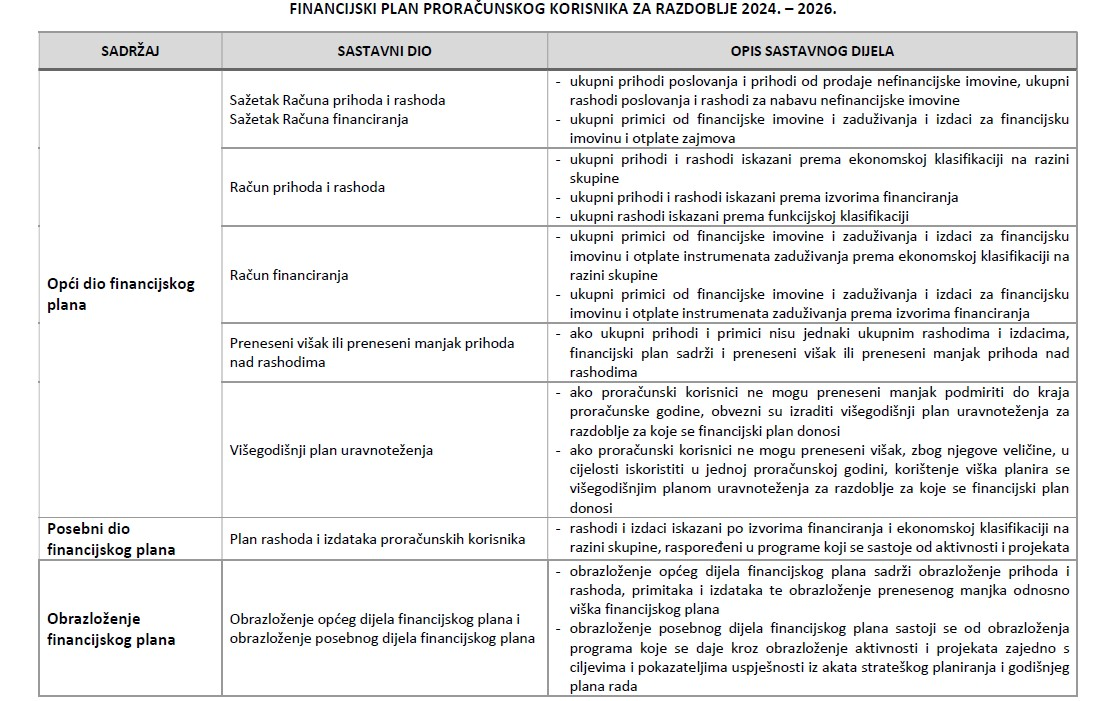 FINANCIJSKI PLAN PRORAČUNSKOG KORISNIKA ZA RAZDOBLJE 2024. – 2026.
SADRŽAJ
SASTAVNI DIO
OPIS SASTAVNOG DIJELA
Opći dio financijskog
plana
Sažetak Računa prihoda i rashoda
Sažetak Računa financiranja
- ukupni prihodi poslovanja i prihodi od prodaje nefinancijske imovine, ukupni
rashodi poslovanja i rashodi za nabavu nefinancijske imovine
- ukupni primici od financijske imovine i zaduživanja i izdaci za financijsku
imovinu i otplate zajmova
Račun prihoda i rashoda
- ukupni prihodi i rashodi iskazani prema ekonomskoj klasifikaciji na razini
skupine
- ukupni prihodi i rashodi iskazani prema izvorima financiranja
- ukupni rashodi iskazani prema funkcijskoj klasifikaciji
Račun financiranja
- ukupni primici od financijske imovine i zaduživanja i izdaci za financijsku
imovinu i otplate instrumenata zaduživanja prema ekonomskoj klasifikaciji na
razini skupine
- ukupni primici od financijske imovine i zaduživanja i izdaci za financijsku
imovinu i otplate instrumenata zaduživanja prema izvorima financiranja
Preneseni višak ili preneseni manjak prihoda
nad rashodima
- ako ukupni prihodi i primici nisu jednaki ukupnim rashodima i izdacima,
financijski plan sadrži i preneseni višak ili preneseni manjak prihoda nad
rashodima
Višegodišnji plan uravnoteženja
- ako proračunski korisnici ne mogu preneseni manjak podmiriti do kraja
proračunske godine, obvezni su izraditi višegodišnji plan uravnoteženja za
razdoblje za koje se financijski plan donosi
- ako proračunski korisnici ne mogu preneseni višak, zbog njegove veličine, u
cijelosti iskoristiti u jednoj proračunskoj godini, korištenje viška planira se
višegodišnjim planom uravnoteženja za razdoblje za koje se financijski plan
donosi
Posebni dio
financijskog plana
Plan rashoda i izdataka proračunskih korisnika
- rashodi i izdaci iskazani po izvorima financiranja i ekonomskoj klasifikaciji na
razini skupine, raspoređeni u programe koji se sastoje od aktivnosti i projekata
Obrazloženje
financijskog plana
Obrazloženje općeg dijela financijskog plana i
obrazloženje posebnog dijela financijskog plana
- obrazloženje općeg dijela financijskog plana sadrži obrazloženje prihoda i
rashoda, primitaka i izdataka te obrazloženje prenesenog manjka odnosno
viška financijskog plana
- obrazloženje posebnog dijela financijskog plana sastoji se od obrazloženja
programa koje se daje kroz obrazloženje aktivnosti i projekata zajedno s
ciljevima i pokazateljima uspješnosti iz akata strateškog planiranja i godišnjeg
plana rada